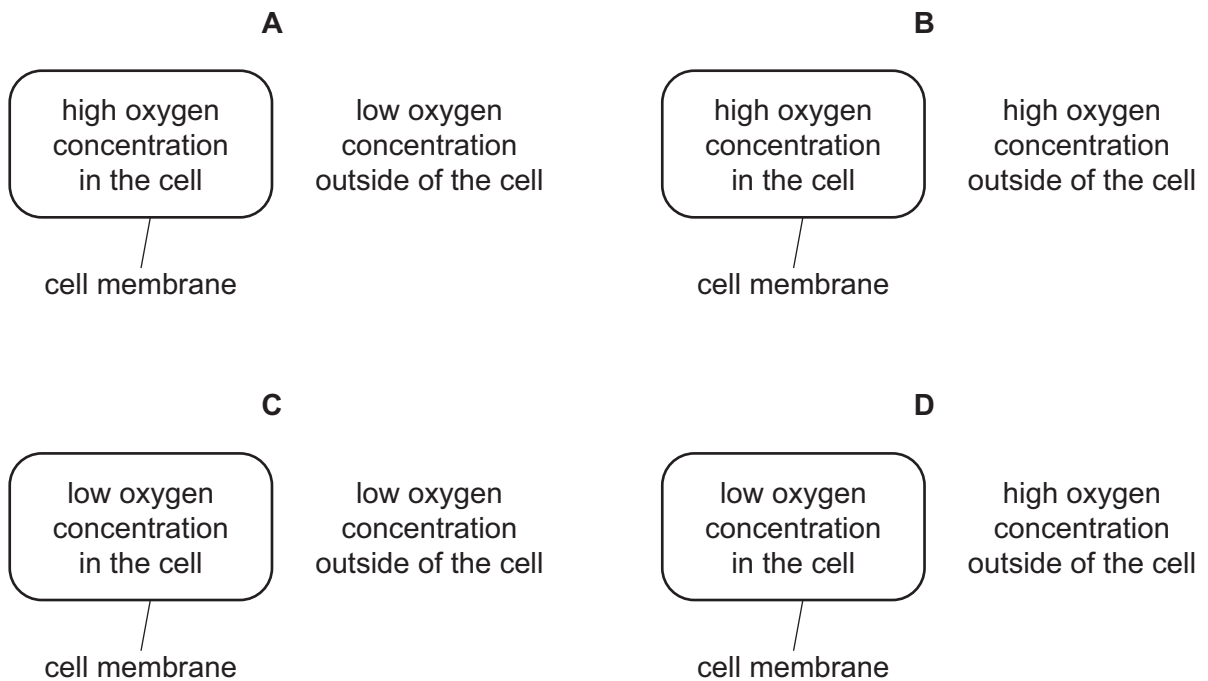 A
high oxygen
concentration
in the cell
low oxygen
concentration
outside of the cell
cell membrane
B
high oxygen
concentration
in the cell
high oxygen
concentration
outside of the cell
cell membrane
C
low oxygen
concentration
in the cell
low oxygen
concentration
outside of the cell
cell membrane
D
low oxygen
concentration
in the cell
high oxygen
concentration
outside of the cell
cell membrane